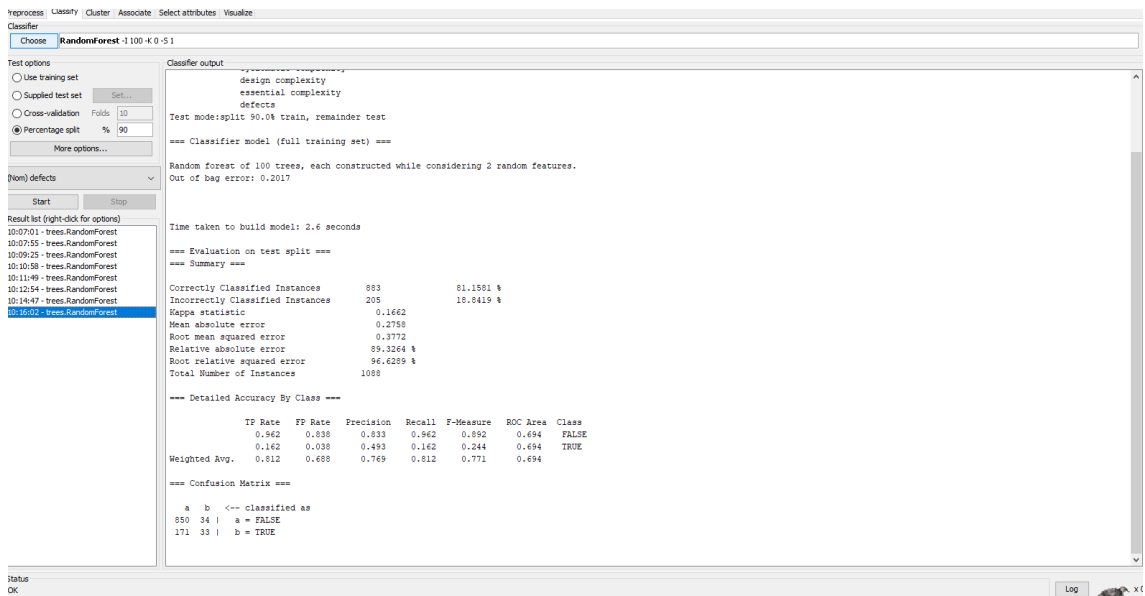 Preprocess Classify Cluster Associate Select attributes Visualize
Classifier
Choose RandomForest -I 100 -K 0 -S 1
Test options
Use training set
Supplied test set Set...
Cross-validation Folds 10
Percentage split % 90
More options...
(Nom) defects
Start Stop
Result list (right-click for options)
10:07:01 - trees.RandomForest
10:07:55 - trees.RandomForest
10:09:25 - trees.RandomForest
10:10:58 - trees.RandomForest
10:11:49 - trees.RandomForest
10:12:54 - trees.RandomForest
10:14:47 - trees.RandomForest
10:16:02 - trees.RandomForest
Classifier output
design complexity
essential complexity
defects
Test mode:split 90.0% train, remainder test
=== Classifier model (full training set) ===
Random forest of 100 trees, each constructed while considering 2 random features.
Out of bag error: 0.2017
Time taken to build model: 2.6 seconds
=== Evaluation on test split ===
=== Summary ===
Correctly Classified Instances 883 81.1581 %
Incorrectly Classified Instances 205 18.8419 %
Kappa statistic 0.1662
Mean absolute error 0.2758
Root mean squared error 0.3772
Relative absolute error 89.3264 %
Root relative squared error 96.6289 %
Total Number of Instances 1088
=== Detailed Accuracy By Class ===
TP Rate FP Rate Precision Recall F-Measure ROC Area Class
0.962 0.838 0.833 0.962 0.892 0.694 FALSE
0.162 0.038 0.493 0.162 0.244 0.694 TRUE
Weighted Avg. 0.812 0.688 0.769 0.812 0.771 0.694
=== Confusion Matrix ===
a b <-- classified as
850 34 | a = FALSE
171 33 | b = TRUE
Status
OK
Log